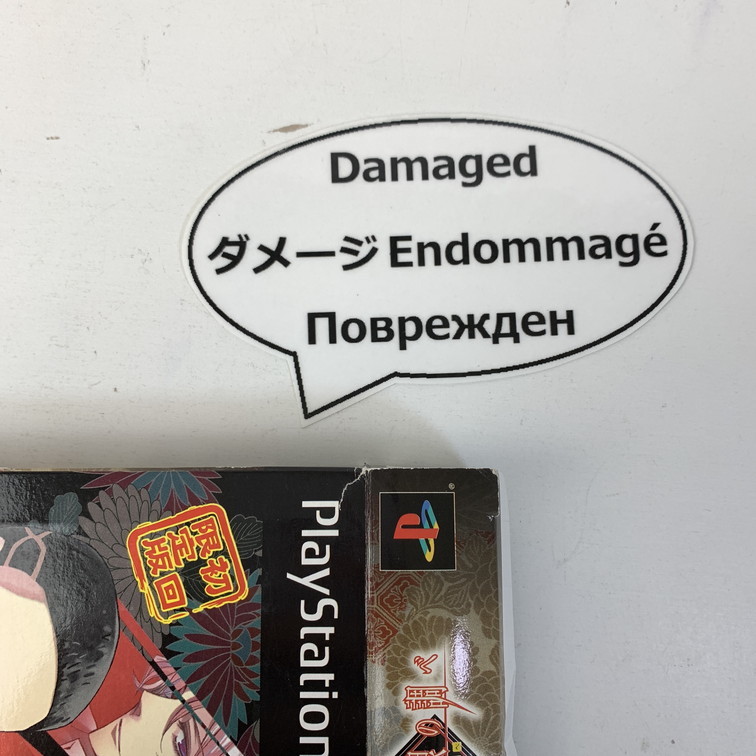 Damaged
ダメージ Endommagé
Поврежден
PlayStation
初回
限定版
®